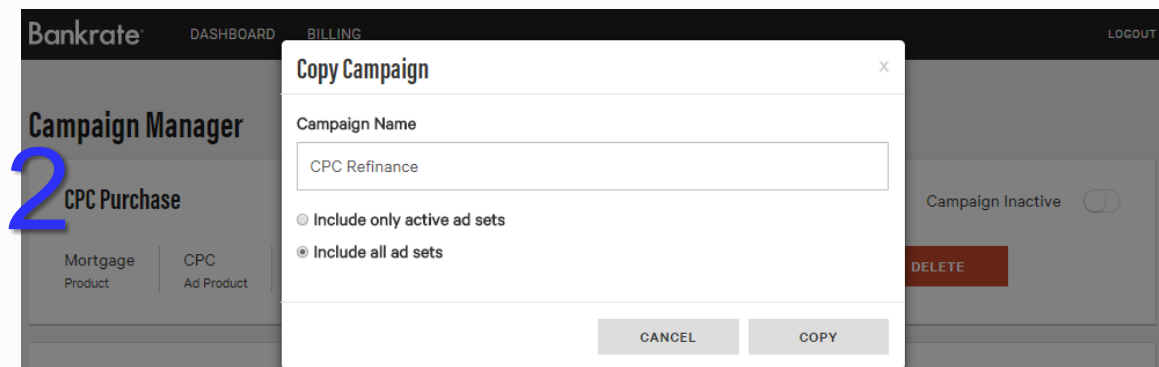 Bankrate DASHBOARD BILLING LOGOUT
Copy Campaign x
Campaign Manager
Campaign Name
CPC Refinance
2
CPC Purchase
Campaign Inactive
Include only active ad sets
Include all ad sets
Mortgage CPC
Product Ad Product
DELETE
CANCEL COPY